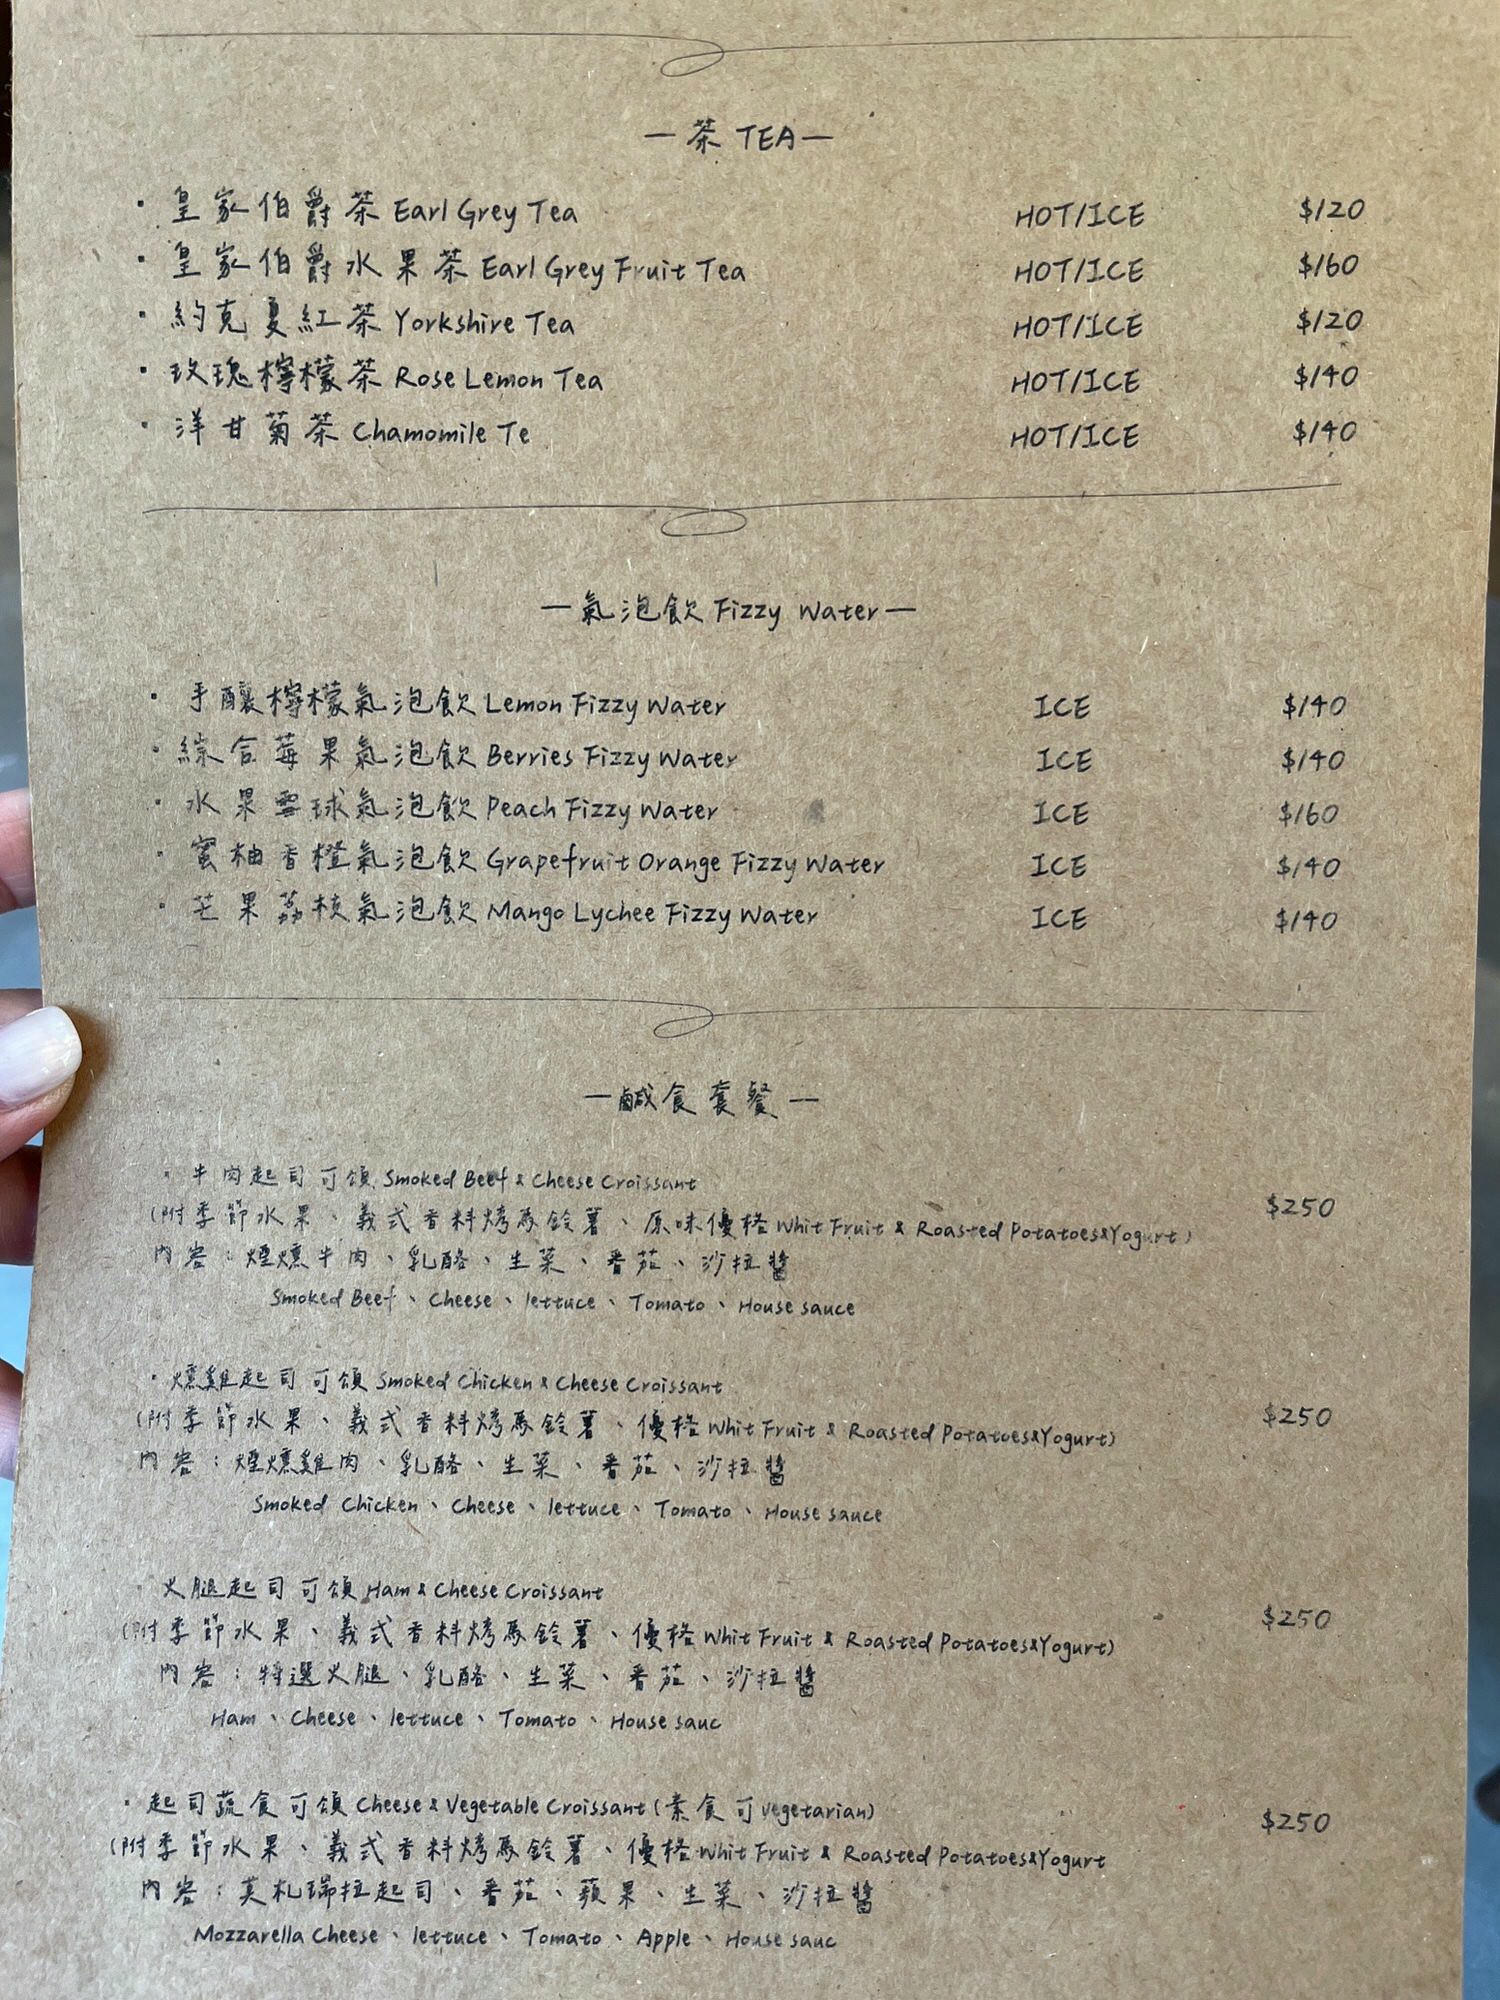 — 茶 TEA —
· 皇家伯爵茶 Earl Grey Tea HOT/ICE $120
· 皇家伯爵水果茶 Earl Grey Fruit Tea HOT/ICE $160
· 約克夏紅茶 Yorkshire Tea HOT/ICE $120
· 玫瑰檸檬茶 Rose Lemon Tea HOT/ICE $140
· 洋甘菊茶 Chamomile Te HOT/ICE $140
— 氣泡飲 Fizzy Water —
· 手釀檸檬氣泡飲 Lemon Fizzy Water ICE $140
· 綜合莓果氣泡飲 Berries Fizzy Water ICE $140
· 水果雪球氣泡飲 Peach Fizzy Water ICE $160
· 蜜柚香橙氣泡飲 Grapefruit Orange Fizzy Water ICE $140
· 芒果荔枝氣泡飲 Mango Lychee Fizzy Water ICE $140
— 鹹食套餐 —
· 牛肉起司可頌 Smoked Beef & Cheese Croissant
(附季節水果、義式香料烤馬鈴薯、原味優格 Whit Fruit & Roasted Potatoes&Yogurt) $250
內容：煙燻牛肉、乳酪、生菜、番茄、沙拉醬
Smoked Beef、Cheese、lettuce、Tomato、House sauce
· 燻雞起司可頌 Smoked Chicken & Cheese Croissant
(附季節水果、義式香料烤馬鈴薯、優格 Whit Fruit & Roasted Potatoes&Yogurt) $250
內容：煙燻雞肉、乳酪、生菜、番茄、沙拉醬
Smoked Chicken、Cheese、lettuce、Tomato、House sauce
· 火腿起司可頌 Ham & Cheese Croissant
(附季節水果、義式香料烤馬鈴薯、優格 Whit Fruit & Roasted Potatoes&Yogurt) $250
內容：特選火腿、乳酪、生菜、番茄、沙拉醬
Ham、Cheese、lettuce、Tomato、House sauc
· 起司蔬食可頌 Cheese & Vegetable Croissant (素食可 vegetarian) $250
(附季節水果、義式香料烤馬鈴薯、優格 Whit Fruit & Roasted Potatoes&Yogurt
內容：莫札瑞拉起司、番茄、蘋果、生菜、沙拉醬
Mozzarella Cheese、lettuce、Tomato、Apple、House sauc